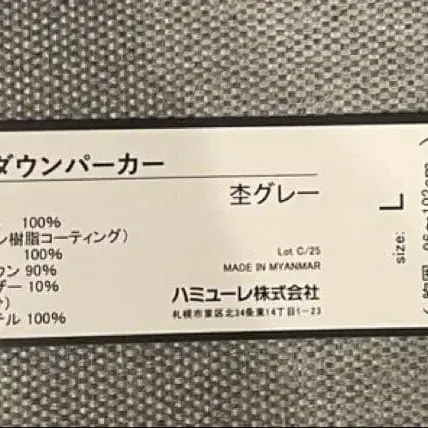 ダウンパーカー
杢グレー
100%
ン樹脂コーティング)
100%
ウン 90%
ザー 10%
テル 100%
Lot C/25
MADE IN MYANMAR
ハミューレ株式会社
札幌市東区北34条東14丁目1-23
size: L